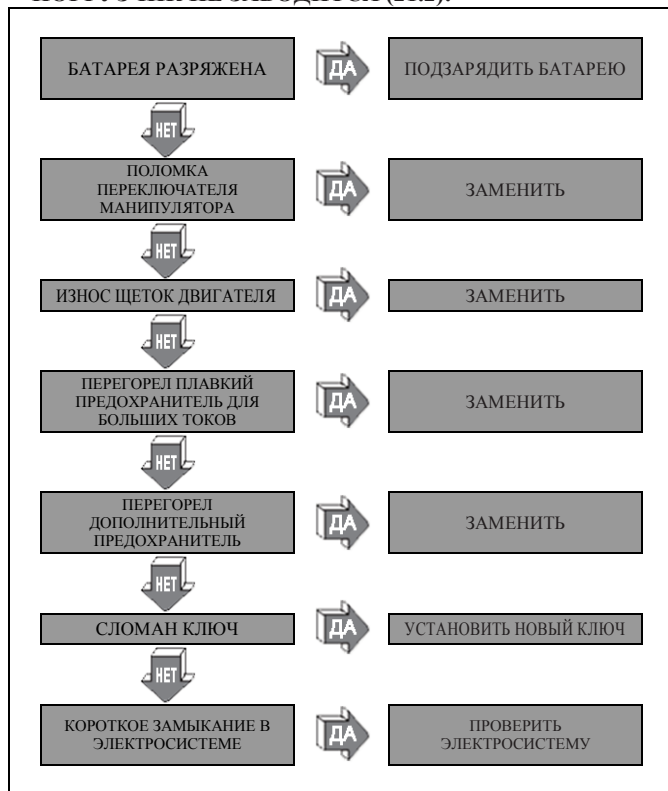 БАТАРЕЯ РАЗРЯЖЕНА
ДА
ПОДЗАРЯДИТЬ БАТАРЕЮ
НЕТ
ПОЛОМКА
ПЕРЕКЛЮЧАТЕЛЯ
МАНИПУЛЯТОРА
ДА
ЗАМЕНИТЬ
НЕТ
ИЗНОС ЩЕТОК ДВИГАТЕЛЯ
ДА
ЗАМЕНИТЬ
НЕТ
ПЕРЕГОРЕЛ ПЛАВКИЙ
ПРЕДОХРАНИТЕЛЬ ДЛЯ
БОЛЬШИХ ТОКОВ
ДА
ЗАМЕНИТЬ
НЕТ
ПЕРЕГОРЕЛ
ДОПОЛНИТЕЛЬНЫЙ
ПРЕДОХРАНИТЕЛЬ
ДА
ЗАМЕНИТЬ
НЕТ
СЛОМАН КЛЮЧ
ДА
УСТАНОВИТЬ НОВЫЙ КЛЮЧ
НЕТ
КОРОТКОЕ ЗАМЫКАНИЕ В
ЭЛЕКТРОСИСТЕМЕ
ДА
ПРОВЕРИТЬ
ЭЛЕКТРОСИСТЕМУ